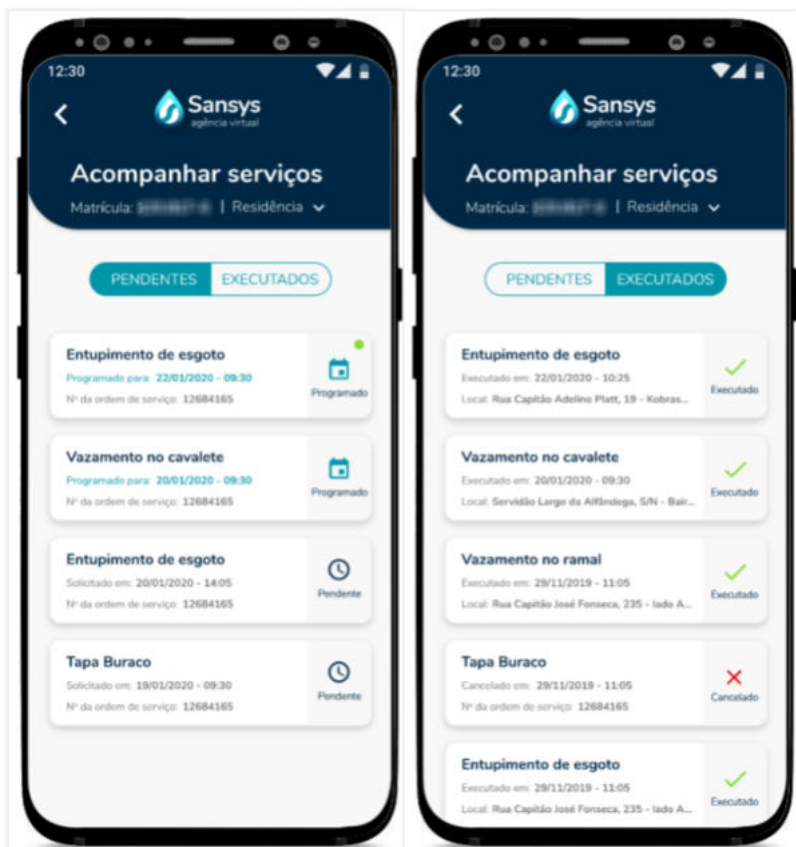 12:30
Sansys
agência virtual
Acompanhar serviços
Matrícula: | Residência
PENDENTES EXECUTADOS
Entupimento de esgoto
Programado para: 22/01/2020 - 09:30
Nº da ordem de serviço: 12684165
Programado
Vazamento no cavalete
Programado para: 20/01/2020 - 09:30
Nº da ordem de serviço: 12684165
Programado
Entupimento de esgoto
Solicitado em: 20/01/2020 - 14:05
Nº da ordem de serviço: 12684165
Pendente
Tapa Buraco
Solicitado em: 19/01/2020 - 09:30
Nº da ordem de serviço: 12684165
Pendente
12:30
Sansys
agência virtual
Acompanhar serviços
Matrícula: | Residência
PENDENTES EXECUTADOS
Entupimento de esgoto
Executado em: 22/01/2020 - 10:25
Local: Rua Capitão Adelino Platt, 19 - Kobras...
Executado
Vazamento no cavalete
Executado em: 20/01/2020 - 09:30
Local: Servidão Largo da Alfândega, S/N - Bair...
Executado
Vazamento no ramal
Executado em: 29/11/2019 - 11:05
Local: Rua Capitão José Fonseca, 235 - lado A...
Executado
Tapa Buraco
Cancelado em: 29/11/2019 - 11:05
Nº da ordem de serviço: 12684165
Cancelado
Entupimento de esgoto
Executado em: 29/11/2019 - 11:05
Local: Rua Capitão José Fonseca, 235 - lado A...
Executado